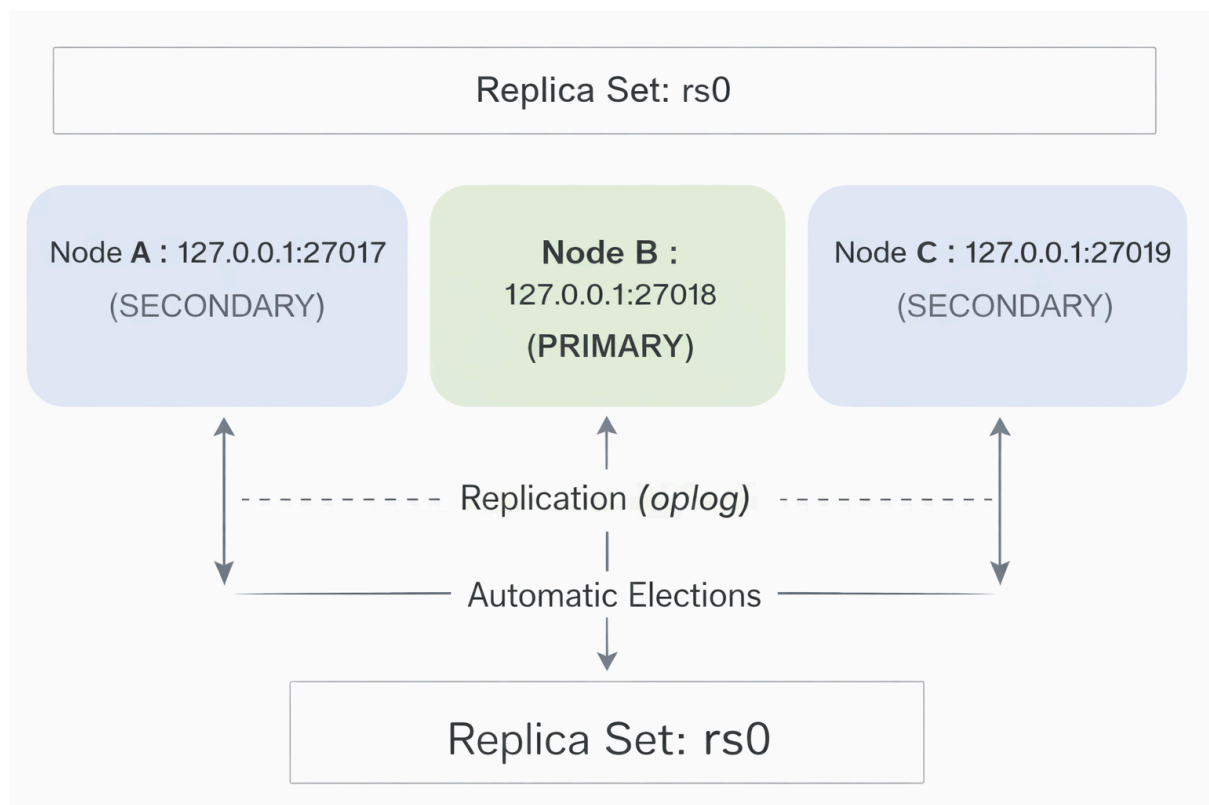 Replica Set: rs0
Node A : 127.0.0.1:27017
(SECONDARY)
Node B :
127.0.0.1:27018
(PRIMARY)
Node C : 127.0.0.1:27019
(SECONDARY)
Replication (oplog)
Automatic Elections
Replica Set: rs0